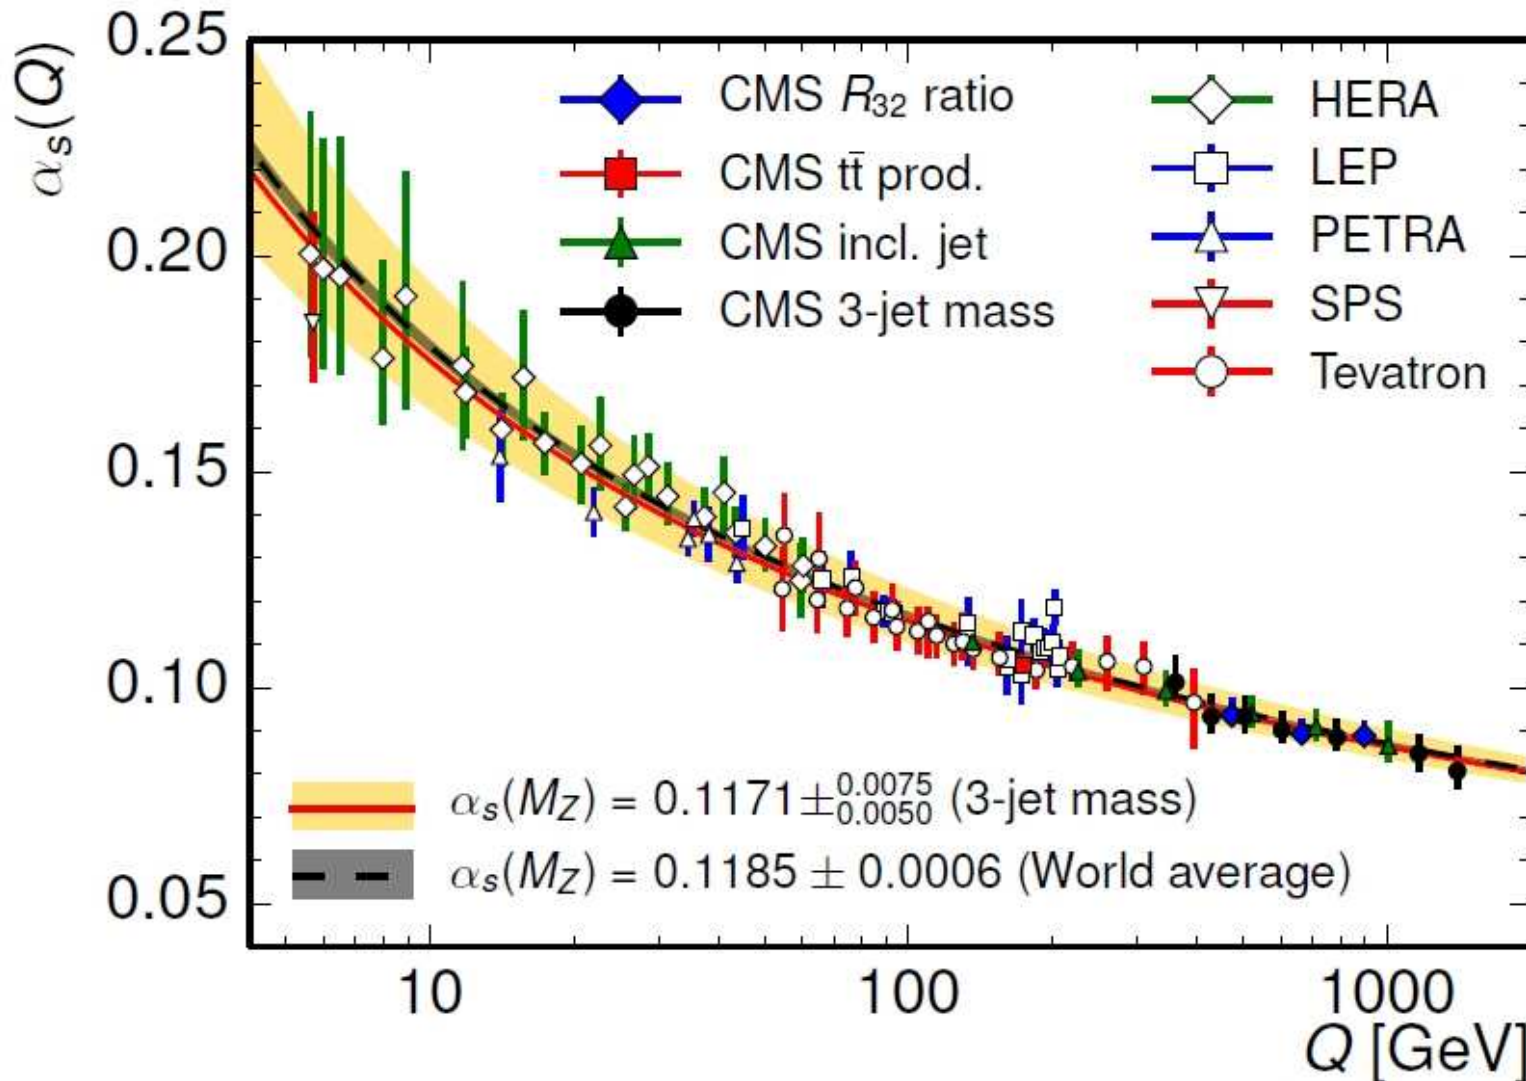 αs(Q)
0.25
0.20
0.15
0.10
0.05
CMS R32 ratio
CMS tt̄ prod.
CMS incl. jet
CMS 3-jet mass
HERA
LEP
PETRA
SPS
Tevatron
αs(MZ) = 0.1171 ± 0.0075 0.0050 (3-jet mass)
αs(MZ) = 0.1185 ± 0.0006 (World average)
10 100 1000
Q [GeV]